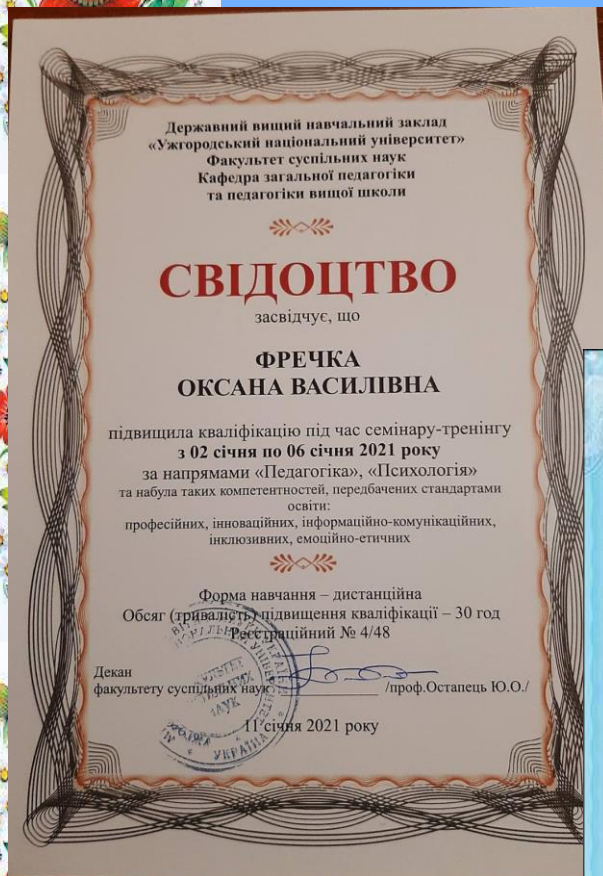 Державний вищий навчальний заклад
«Ужгородський національний університет»
Факультет суспільних наук
Кафедра загальної педагогіки
та педагогіки вищої школи
СВІДОЦТВО
засвідчує, що
ФРЕЧКА
ОКСАНА ВАСИЛІВНА
підвищила кваліфікацію під час семінару-тренінгу
з 02 січня по 06 січня 2021 року
за напрямами «Педагогіка», «Психологія»
та набула таких компетентностей, передбачених стандартами
освіти:
професійних, інноваційних, інформаційно-комунікаційних,
інклюзивних, емоційно-етичних
Форма навчання – дистанційна
Обсяг (тривалість) підвищення кваліфікації – 30 год
Реєстраційний № 4/48
Декан
факультету суспільних наук /проф.Остапець Ю.О./
11 січня 2021 року
УКРАЇНА